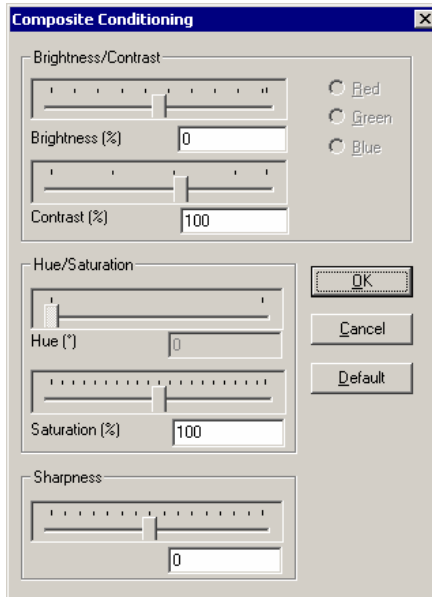 Composite Conditioning
Brightness/Contrast
Red
Green
Brightness (%) 0
Blue
Contrast (%) 100
Hue/Saturation
OK
Hue (°) 0
Cancel
Default
Saturation (%) 100
Sharpness
0